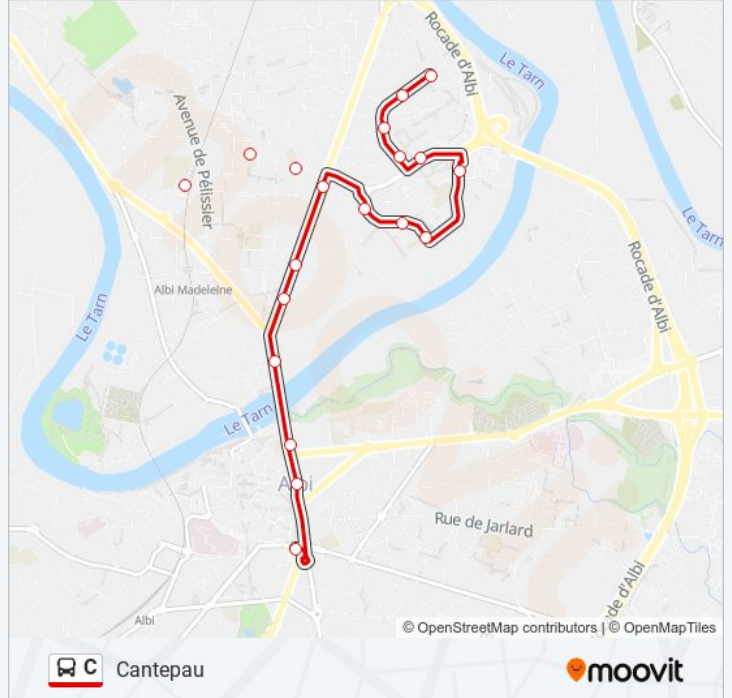 Rocade d'Albi
Le Tarn
Avenue de Pélissier
Le Tarn
Rocade d'Albi
Albi Madeleine
Le Tarn
Le Tarn
Albi
Rue de Jarlard
Rocade d'Albi
Albi
© OpenStreetMap contributors | © OpenMapTiles
C Cantepau
moovit